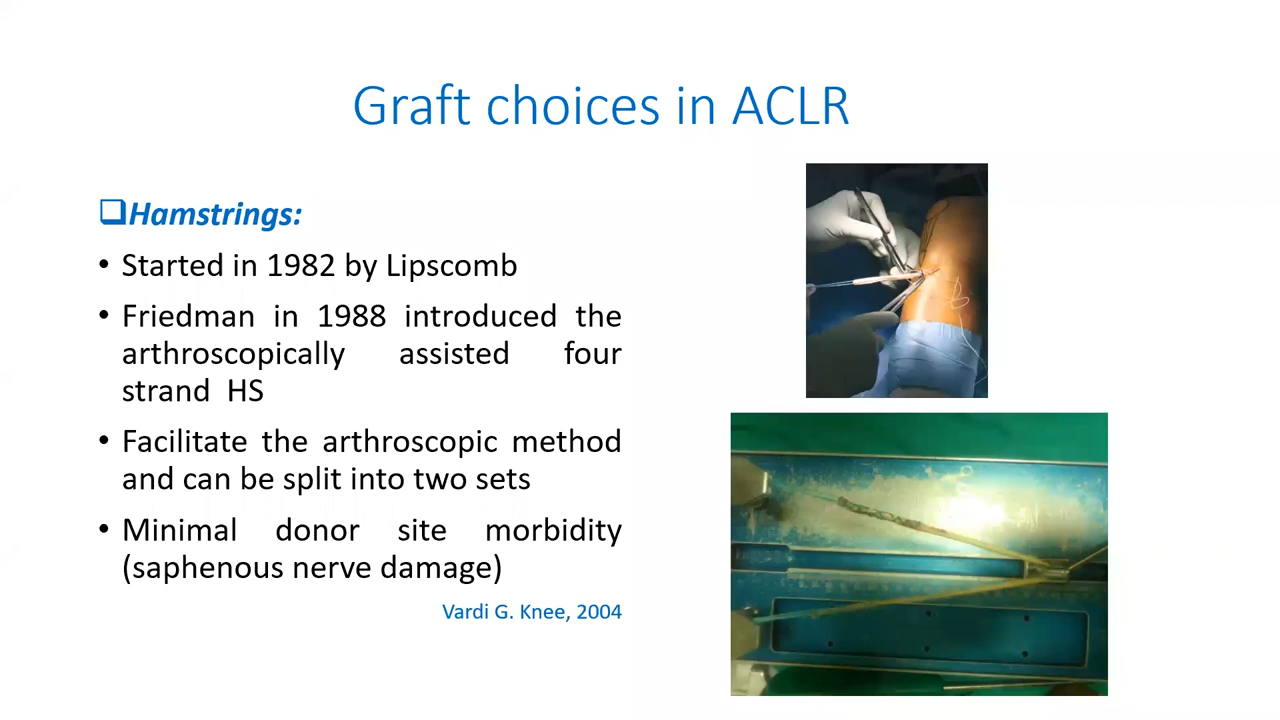 Graft choices in ACLR
❑Hamstrings:
• Started in 1982 by Lipscomb
• Friedman in 1988 introduced the
arthroscopically assisted four
strand HS
• Facilitate the arthroscopic method
and can be split into two sets
• Minimal donor site morbidity
(saphenous nerve damage)
Vardi G. Knee, 2004